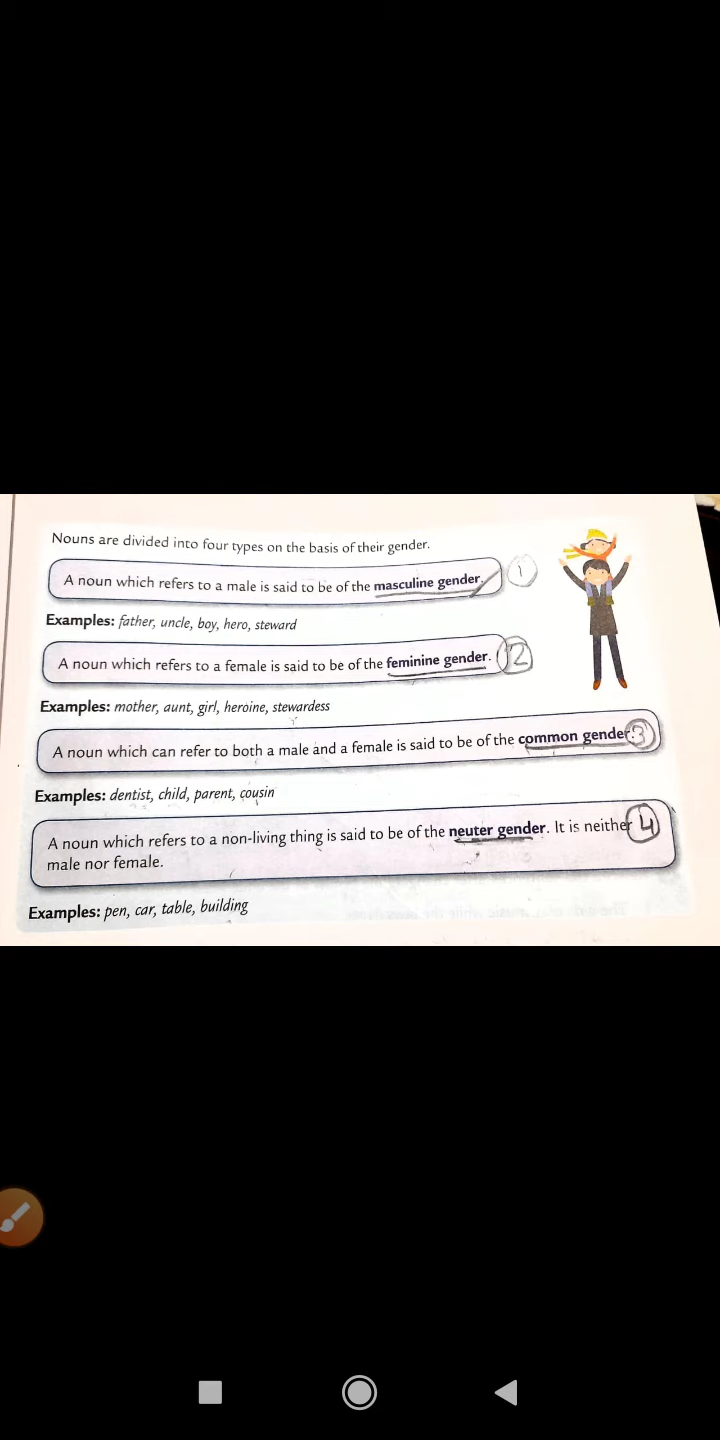 Nouns are divided into four types on the basis of their gender.
A noun which refers to a male is said to be of the masculine gender.
1
Examples: father, uncle, boy, hero, steward
A noun which refers to a female is said to be of the feminine gender.
2
Examples: mother, aunt, girl, heroine, stewardess
A noun which can refer to both a male and a female is said to be of the common gender.
3
Examples: dentist, child, parent, cousin
A noun which refers to a non-living thing is said to be of the neuter gender. It is neither
4
male nor female.
Examples: pen, car, table, building